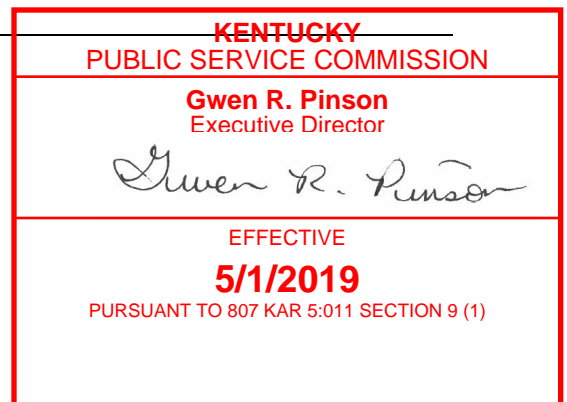 KENTUCKY
PUBLIC SERVICE COMMISSION
Gwen R. Pinson
Executive Director
Gwen R. Pinson
EFFECTIVE
5/1/2019
PURSUANT TO 807 KAR 5:011 SECTION 9 (1)